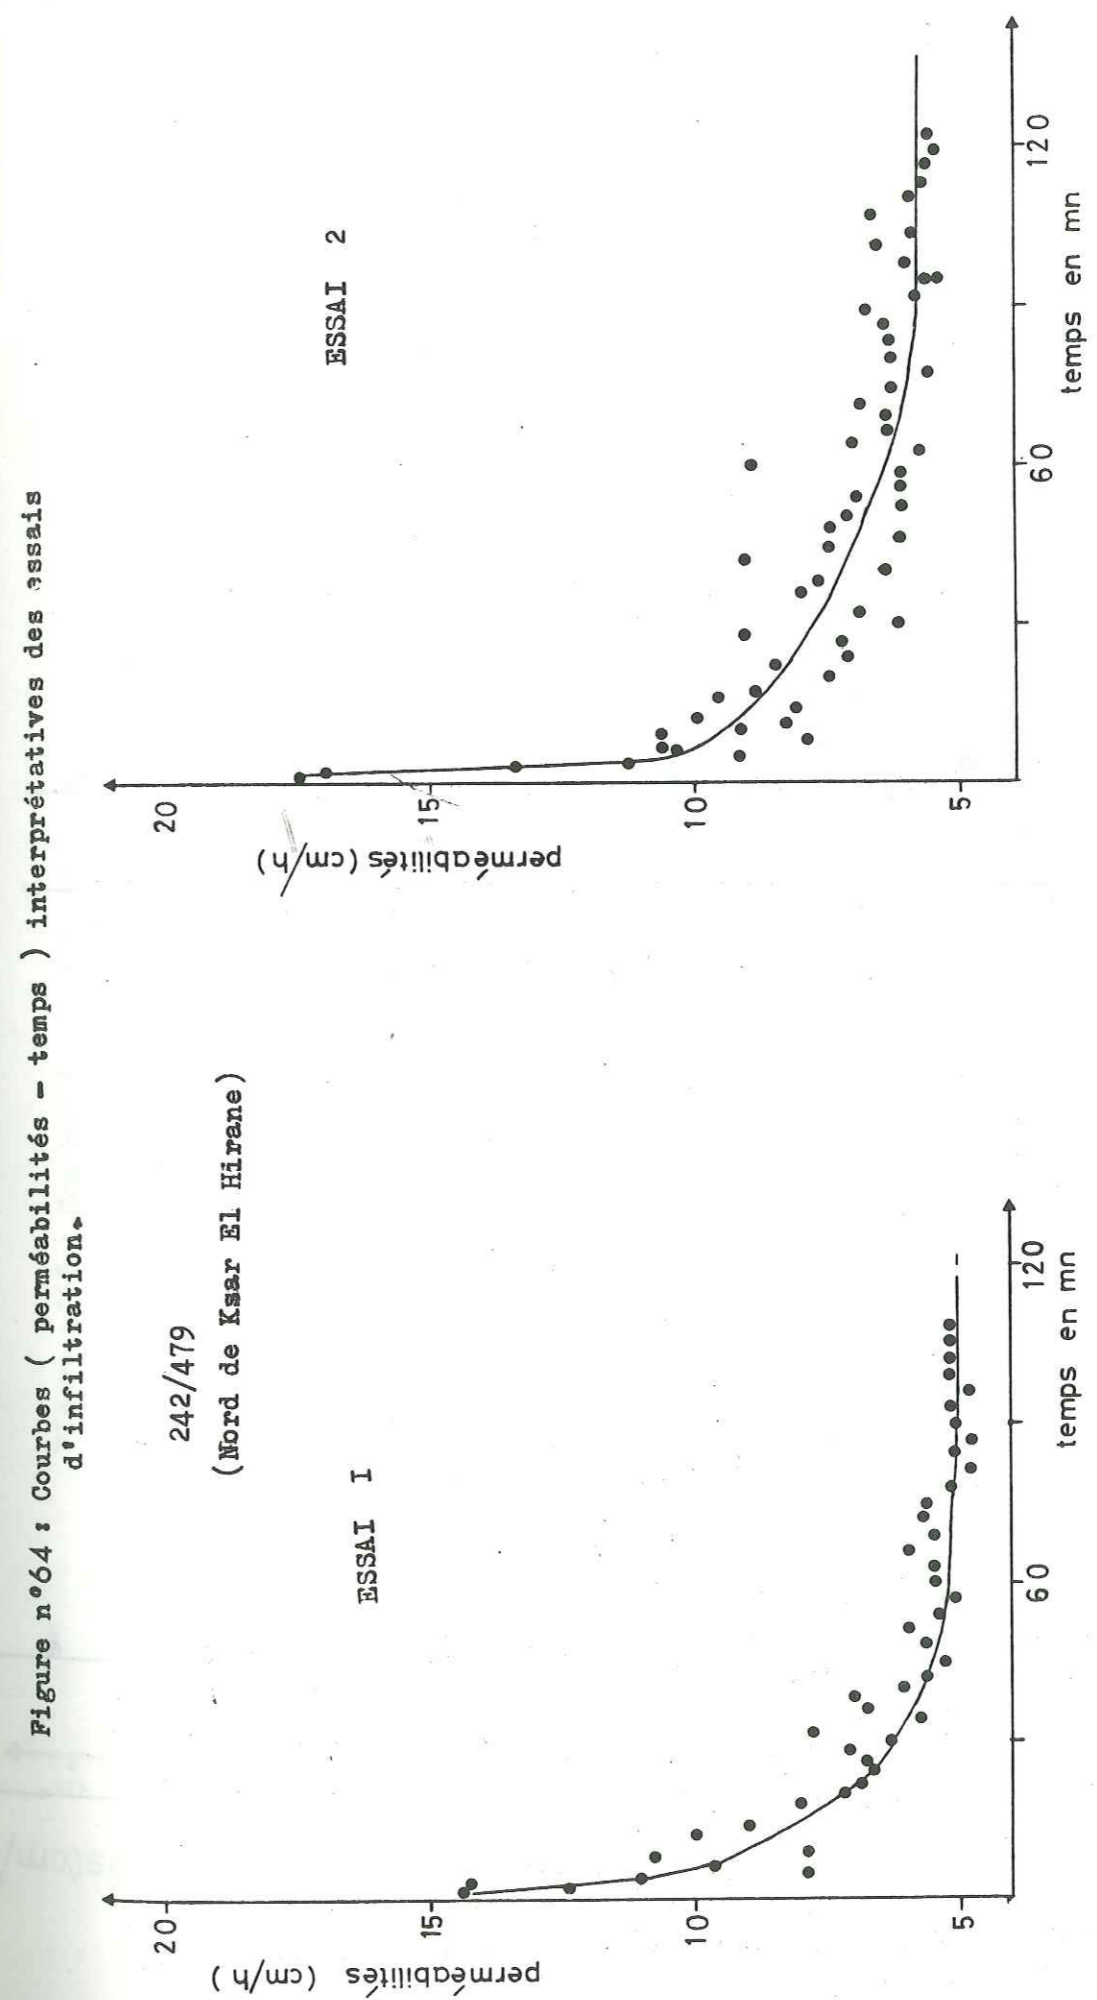 Figure n°64 : Courbes ( perméabilités - temps ) interprétatives des essais
d'infiltration.
242/479
(Nord de Ksar El Hirane)
ESSAI I
perméabilités (cm/h)
20
15
10
5
60
120
temps en mn
ESSAI 2
perméabilités (cm/h)
20
15
10
5
60
120
temps en mn